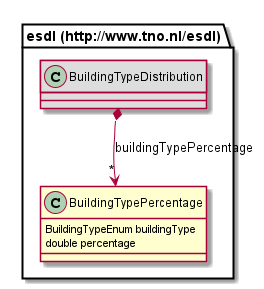 esdl (http://www.tno.nl/esdl)
C BuildingTypeDistribution
buildingTypePercentage
*
C BuildingTypePercentage
BuildingTypeEnum buildingType
double percentage